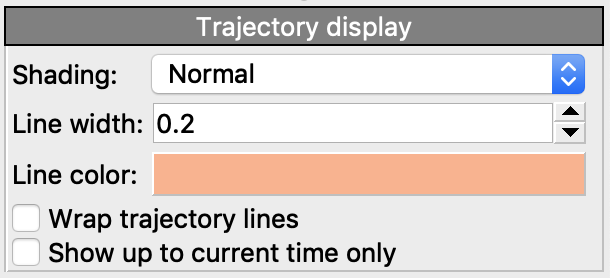 Trajectory display
Shading: Normal
Line width: 0.2
Line color:
Wrap trajectory lines
Show up to current time only